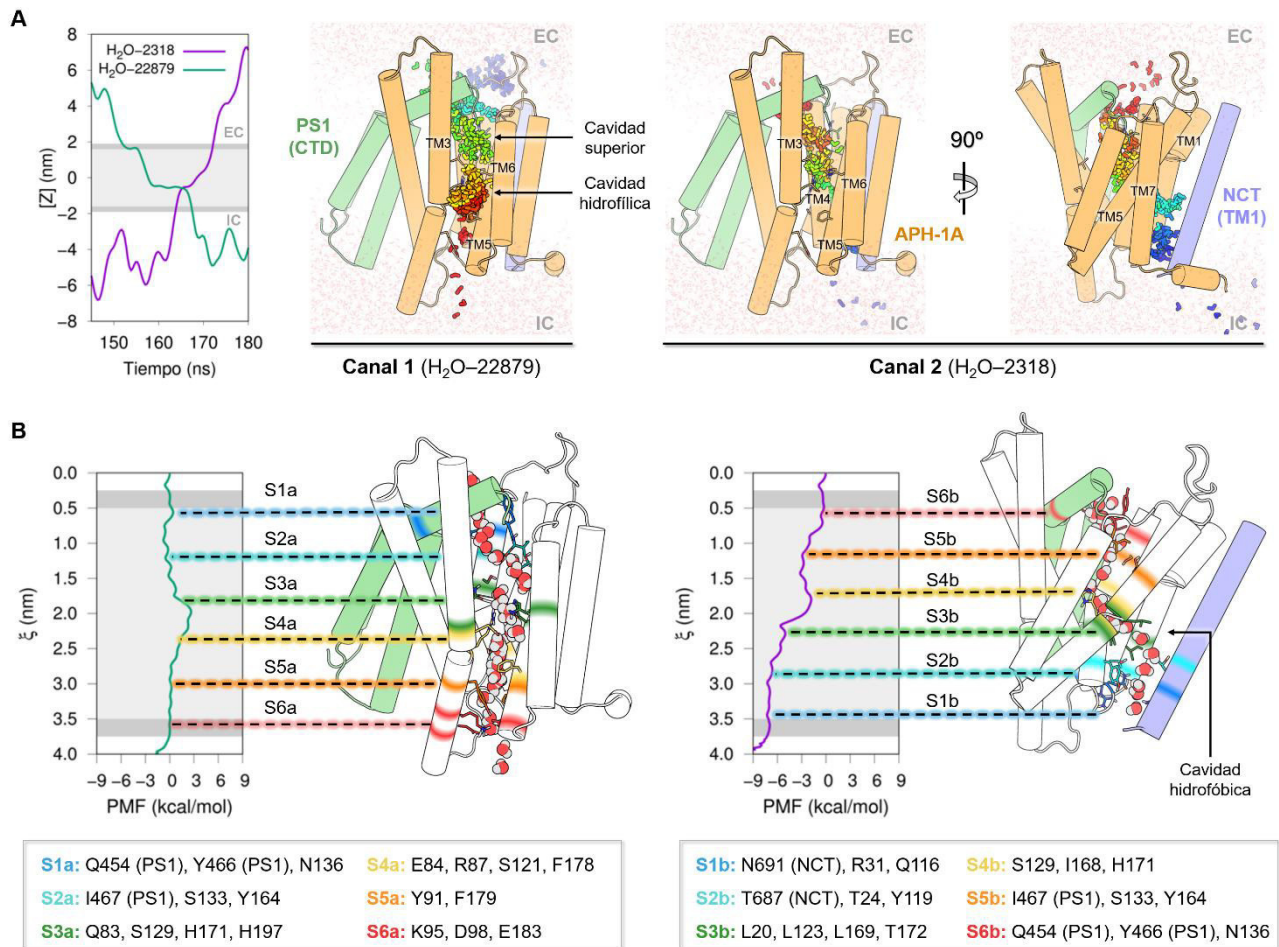 A
8
6
4
2
0
−2
−4
−6
−8
[Z] (nm)
H2O−2318
H2O−22879
EC
IC
150 160 170 180
Tiempo (ns)
EC
PS1
(CTD)
TM3
TM6
TM5
IC
Cavidad
superior
Cavidad
hidrofílica
Canal 1 (H2O−22879)
EC
TM3
TM6
TM4
TM5
APH-1A
IC
90º
EC
TM1
TM7
TM5
NCT
(TM1)
IC
Canal 2 (H2O−2318)
B
0.0
0.5
1.0
1.5
2.0
2.5
3.0
3.5
4.0
ξ (nm)
−9 −6 −3 0 3 6 9
PMF (kcal/mol)
S1a
S2a
S3a
S4a
S5a
S6a
0.0
0.5
1.0
1.5
2.0
2.5
3.0
3.5
4.0
ξ (nm)
−9 −6 −3 0 3 6 9
PMF (kcal/mol)
S6b
S5b
S4b
S3b
S2b
S1b
Cavidad
hidrofóbica
S1a: Q454 (PS1), Y466 (PS1), N136
S2a: I467 (PS1), S133, Y164
S3a: Q83, S129, H171, H197
S4a: E84, R87, S121, F178
S5a: Y91, F179
S6a: K95, D98, E183
S1b: N691 (NCT), R31, Q116
S2b: T687 (NCT), T24, Y119
S3b: L20, L123, L169, T172
S4b: S129, I168, H171
S5b: I467 (PS1), S133, Y164
S6b: Q454 (PS1), Y466 (PS1), N136